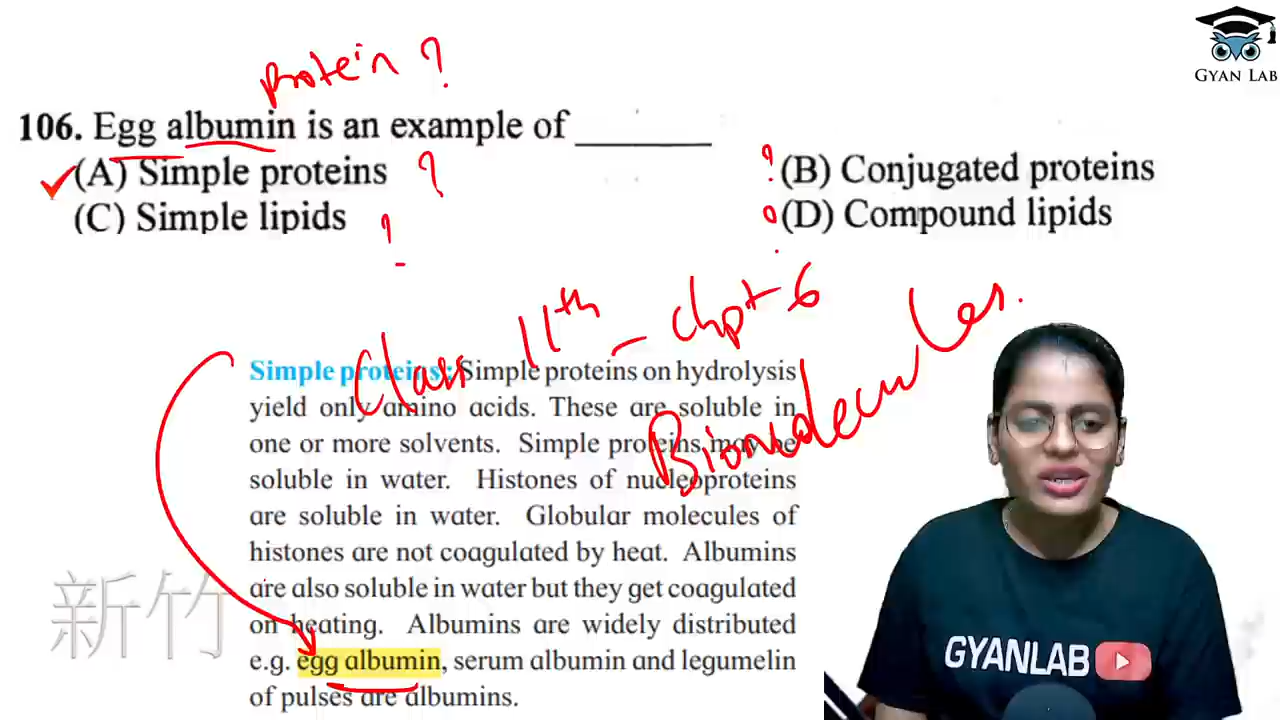 GYAN LAB
Protein ?
106. Egg albumin is an example of ________
(A) Simple proteins ?
? (B) Conjugated proteins
(C) Simple lipids ?
(D) Compound lipids
Class 11th - Chpt-6
Biomolecules.
Simple proteins : Simple proteins on hydrolysis
yield only amino acids. These are soluble in
one or more solvents. Simple proteins may be
soluble in water. Histones of nucleoproteins
are soluble in water. Globular molecules of
histones are not coagulated by heat. Albumins
are also soluble in water but they get coagulated
on heating. Albumins are widely distributed
e.g. egg albumin, serum albumin and legumelin
of pulses are albumins.
新竹
GYANLAB